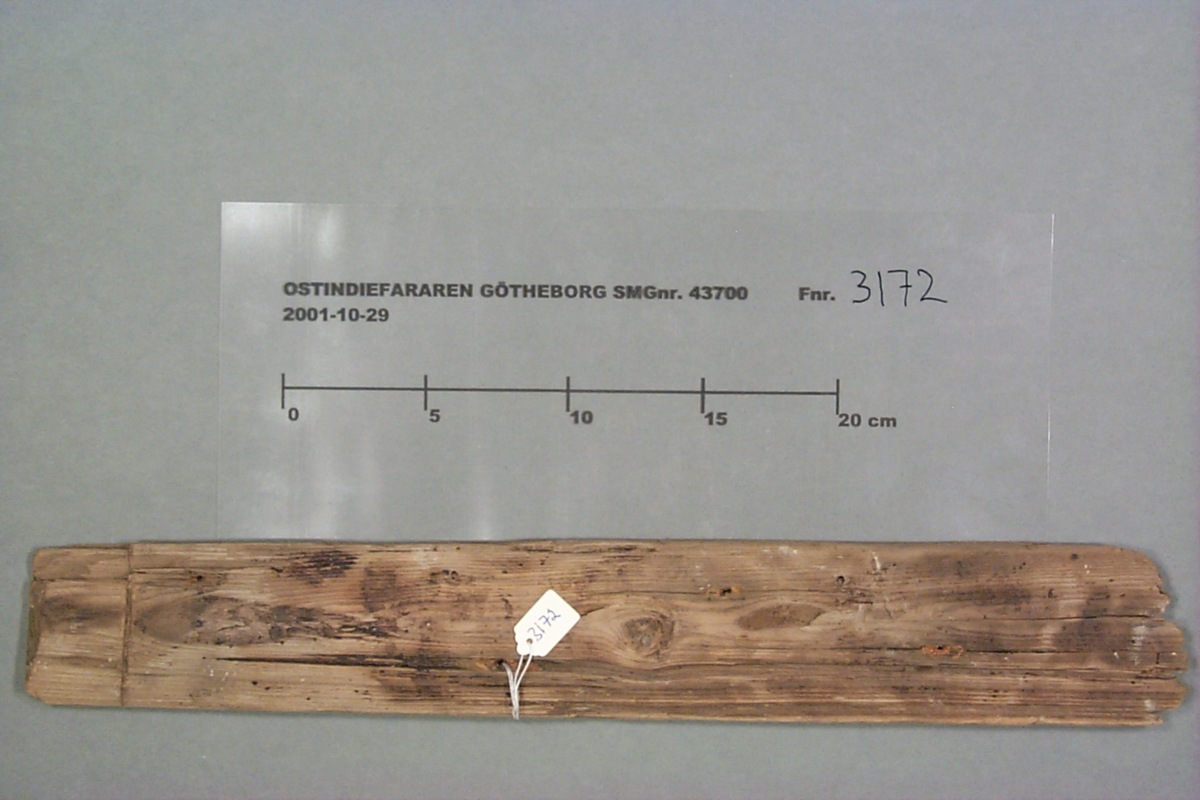 OSTINDIEFARAREN GÖTHEBORG SMGnr. 43700 Fnr. 3172
2001-10-29
0 5 10 15 20 cm
3172